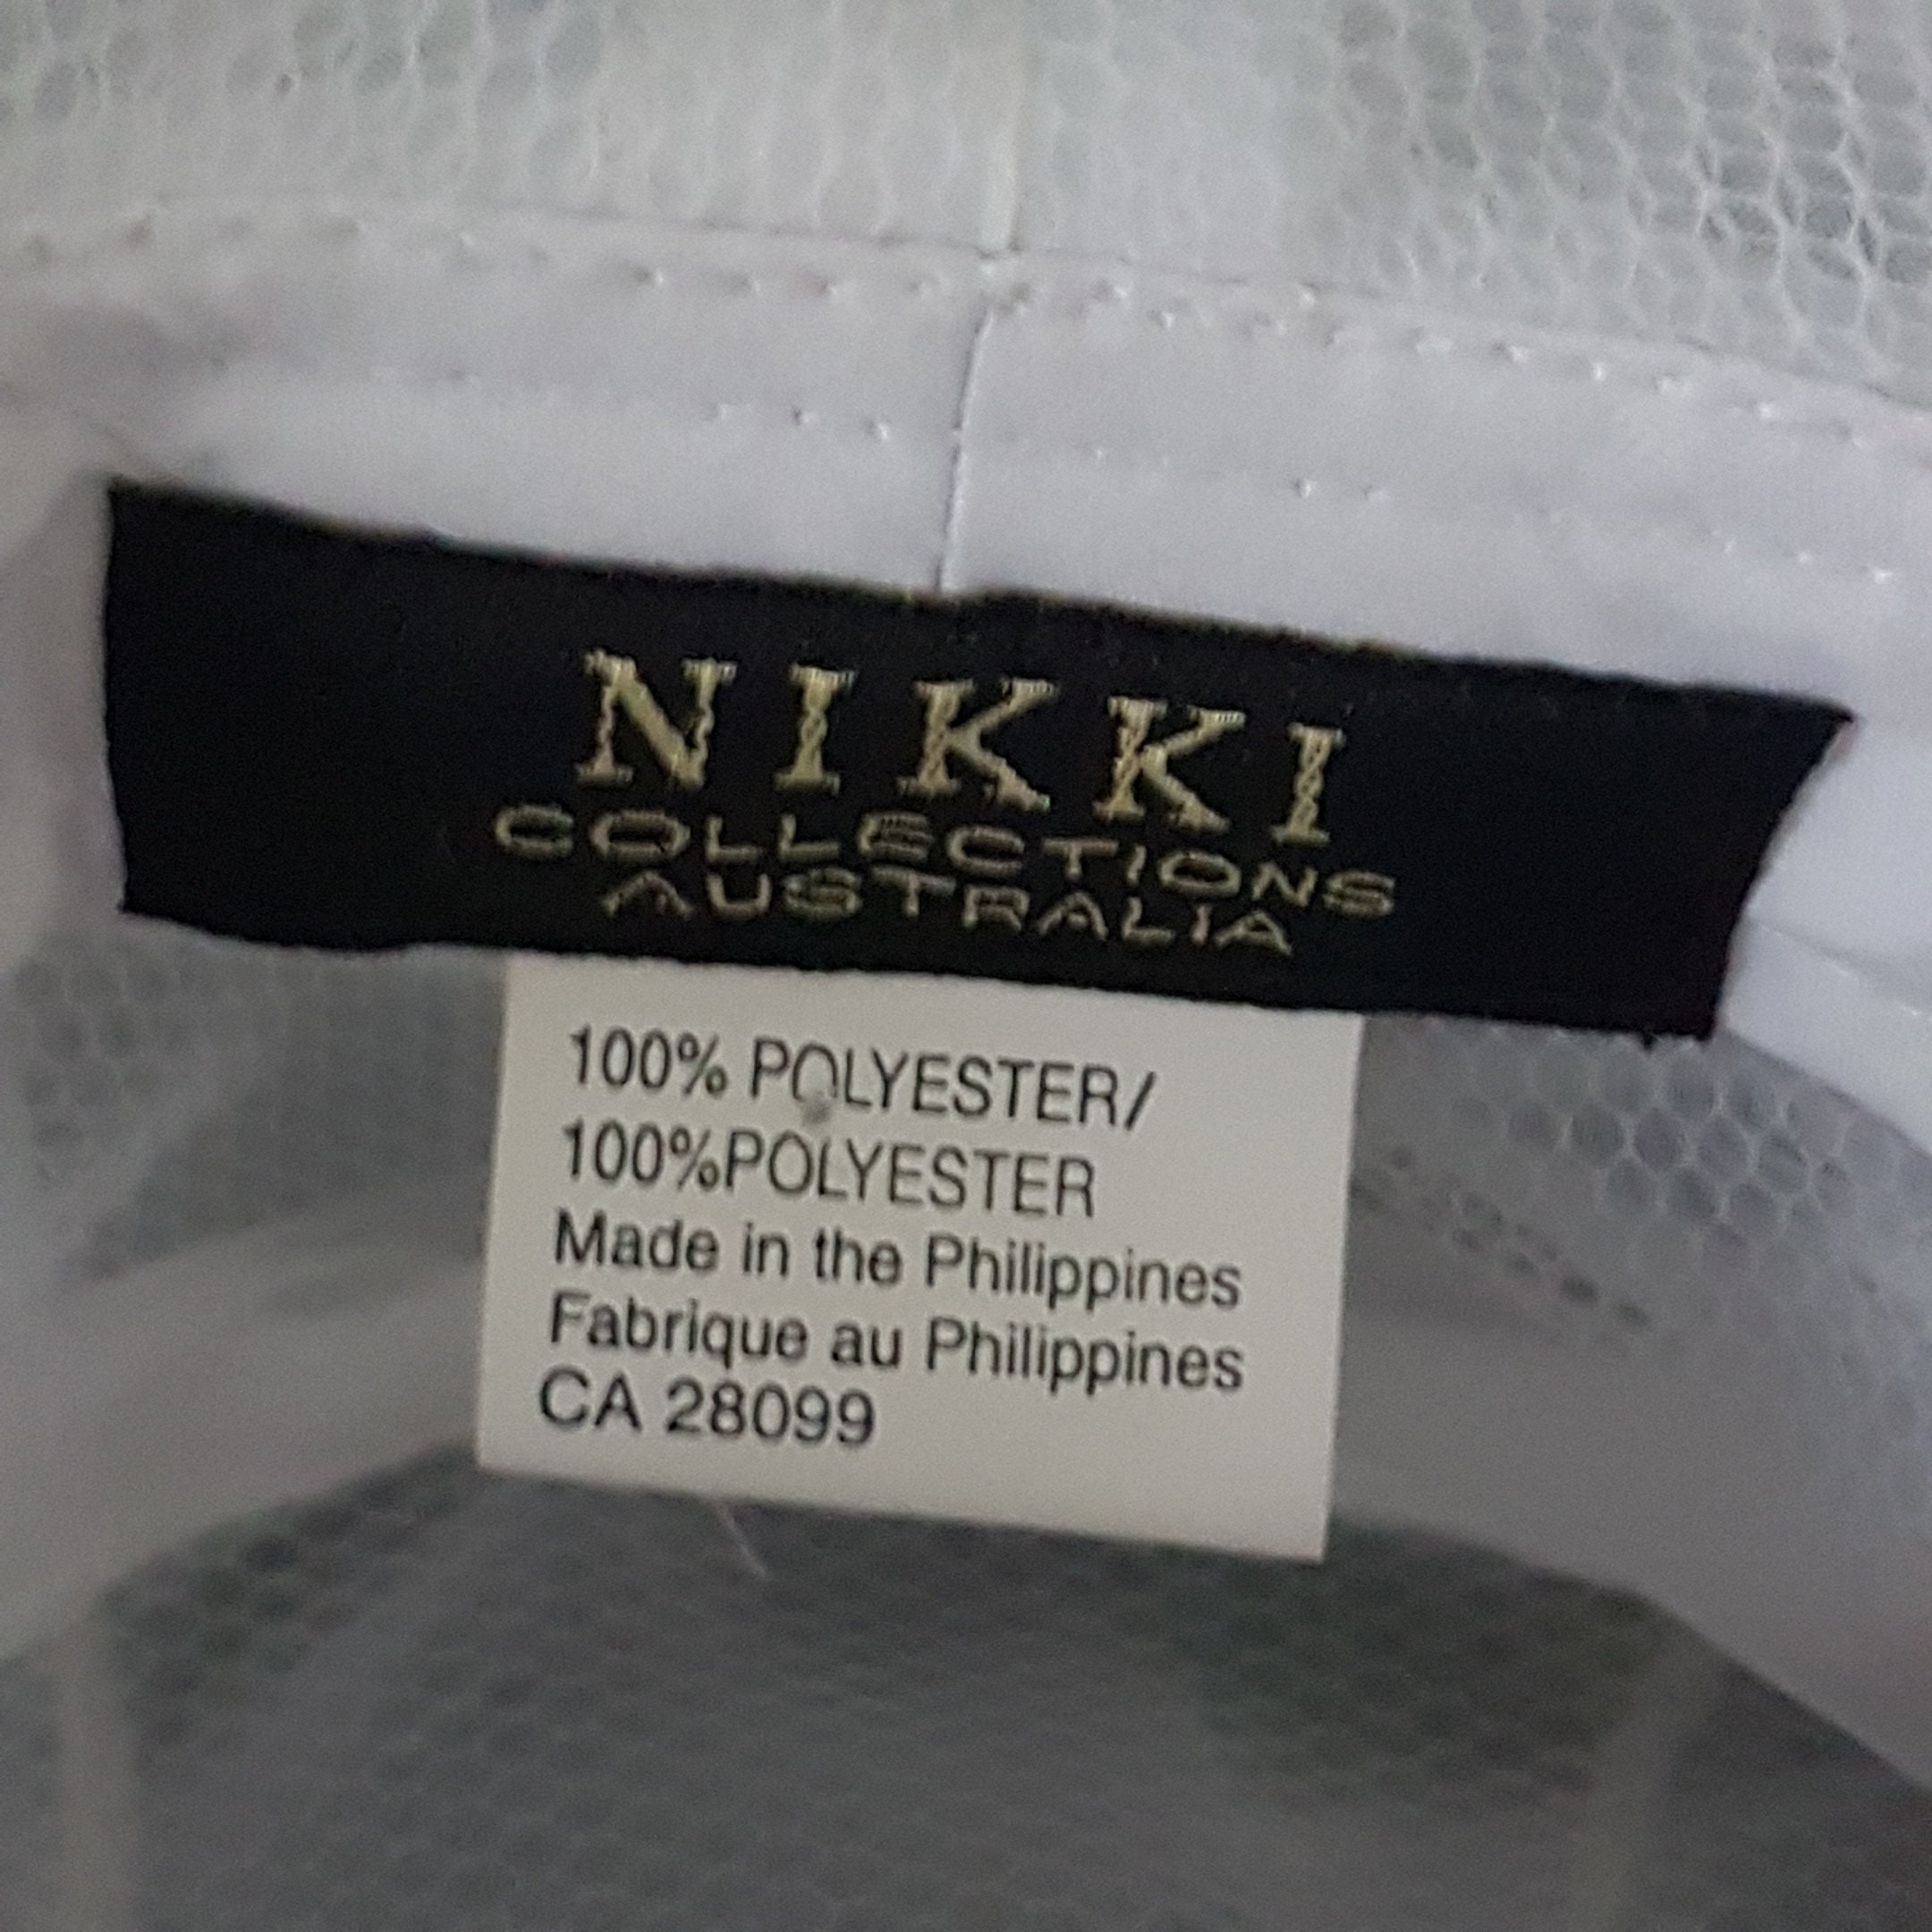 NIKKI
COLLECTIONS
AUSTRALIA
100% POLYESTER/
100%POLYESTER
Made in the Philippines
Fabrique au Philippines
CA 28099